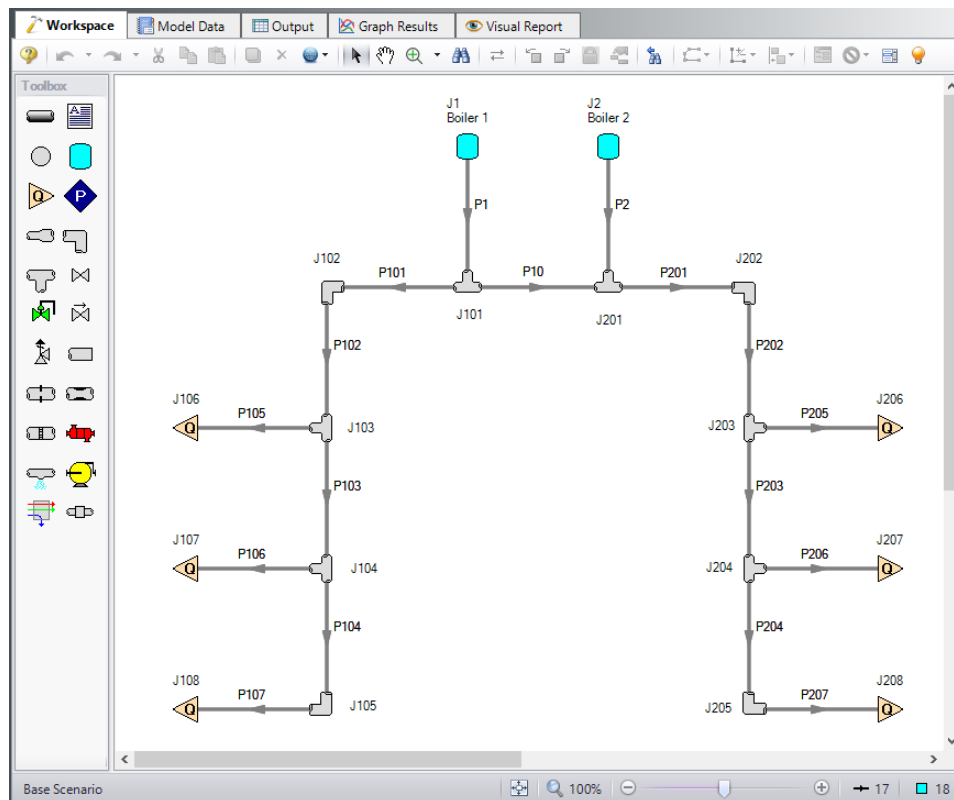 Workspace
Model Data
Output
Graph Results
Visual Report
Toolbox
A
Q
P
J1
Boiler 1
J2
Boiler 2
P1
P2
J102
P101
P10
P201
J202
J101
J201
P102
P202
J106
P105
J103
J203
P205
J206
Q
Q
P103
P203
J107
P106
J104
J204
P206
J207
Q
Q
P104
P204
J108
P107
J105
J205
P207
J208
Q
Q
Base Scenario
100%
17
18